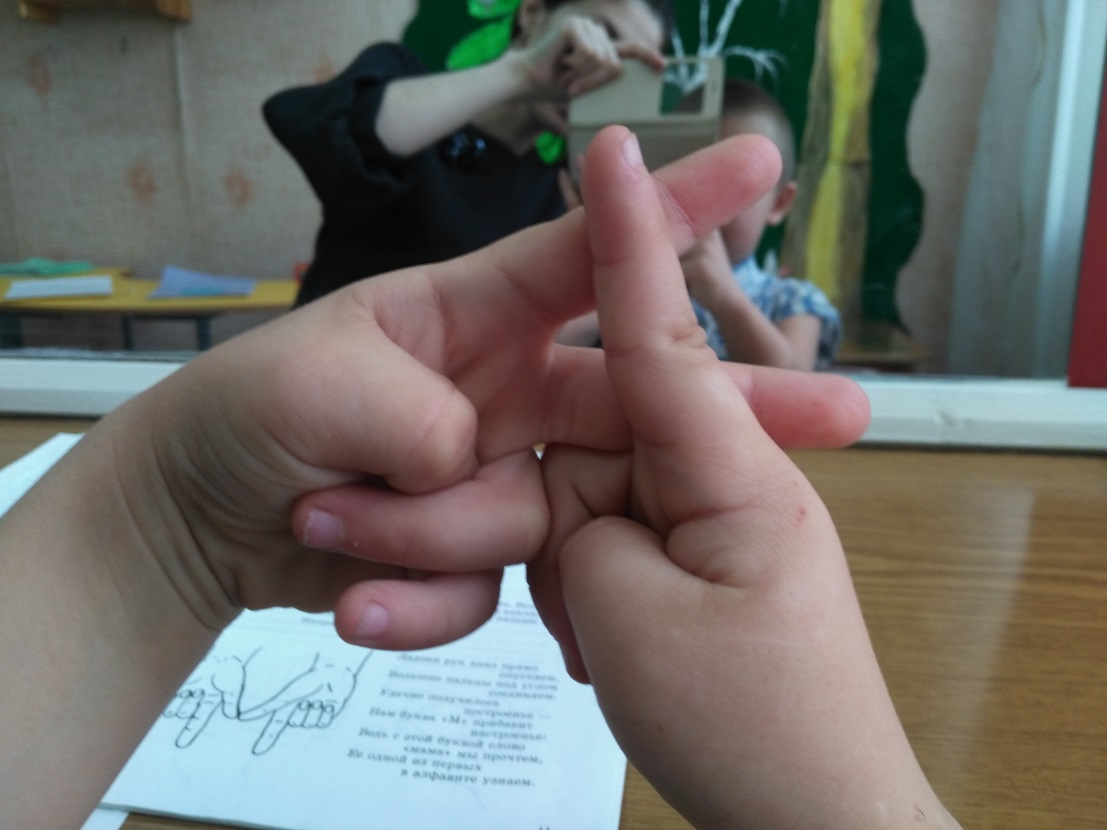 Ладони рук вниз прямо
опускаем,
Большие пальцы под углом
соединяем.
Удачно получилось
построенье —
Нам буква «М» прибавит
настроенье:
Ведь с этой буквой слово
«мама» мы прочтем,
Ее одной из первых
в алфавите узнаем.